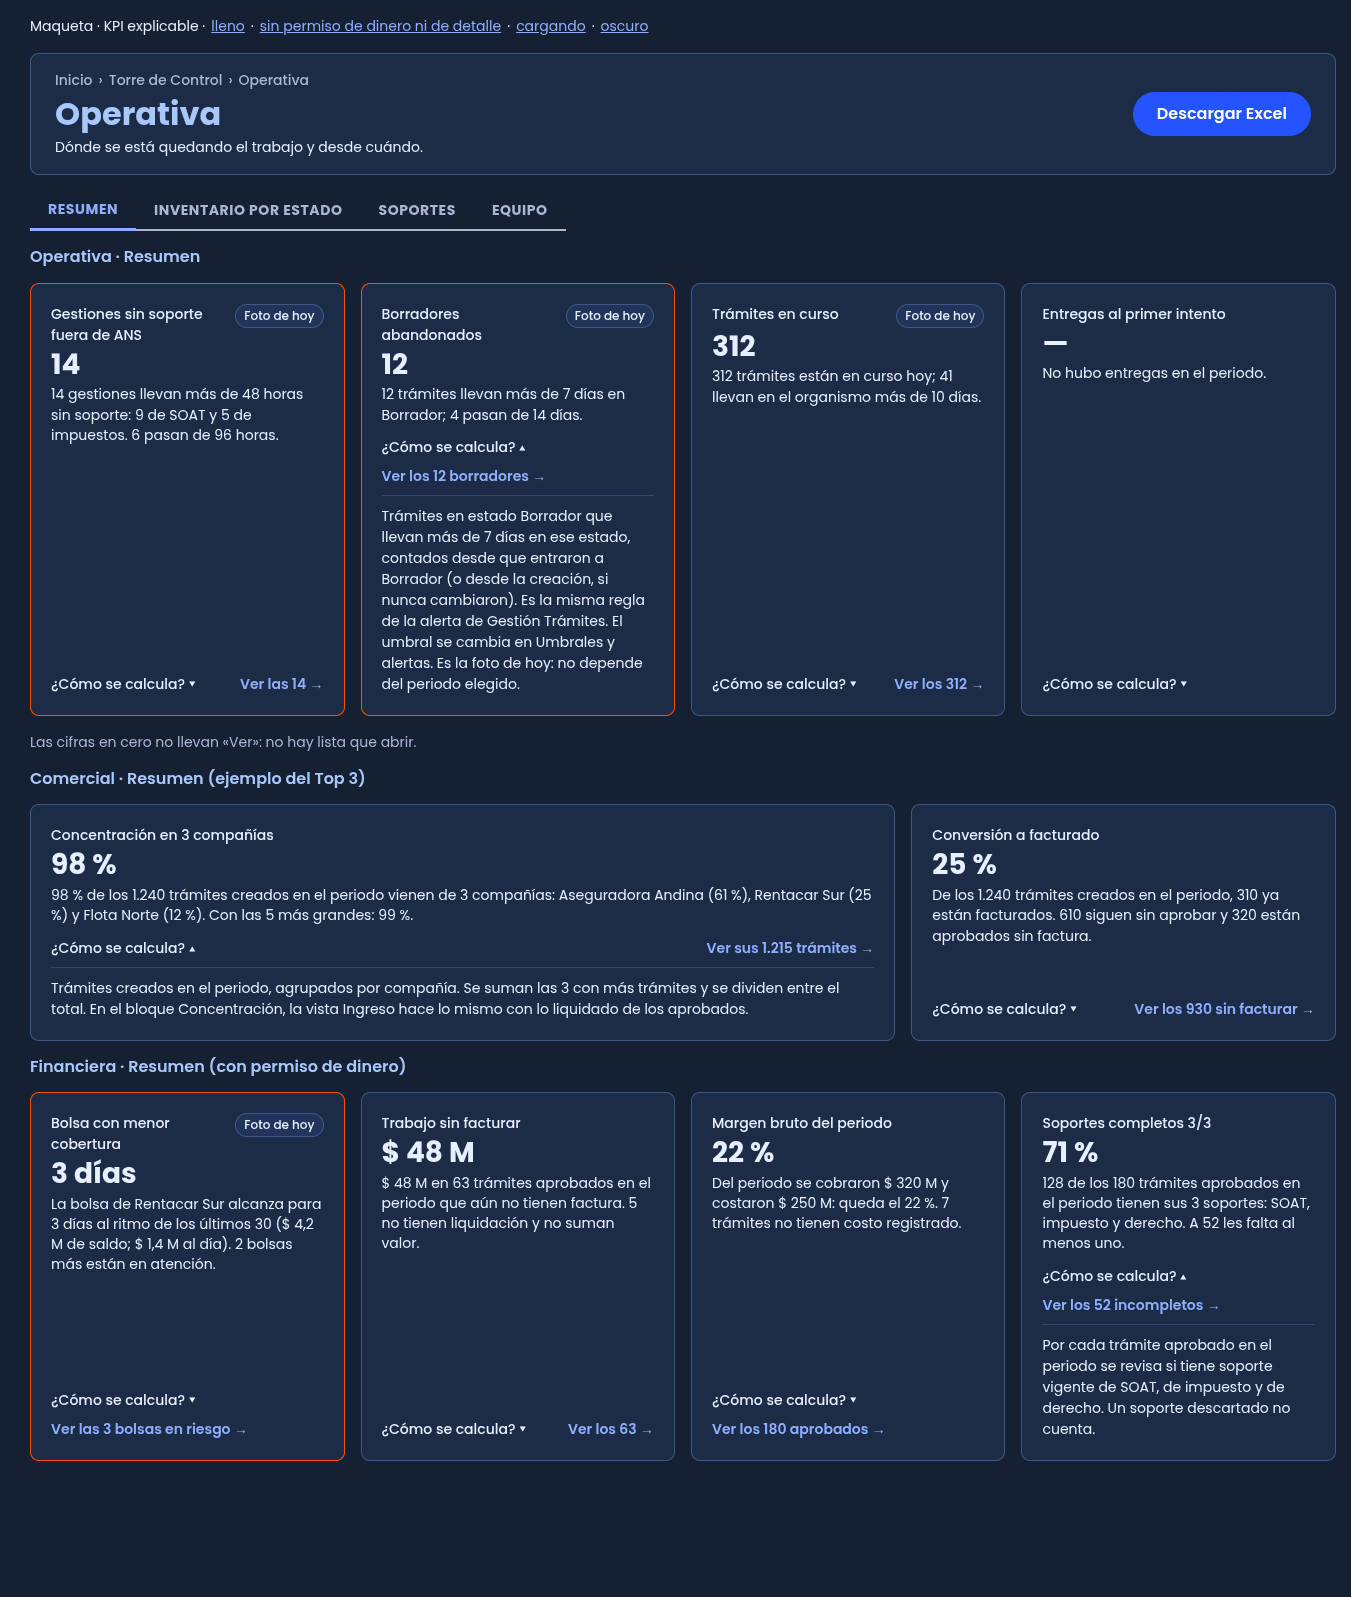 Maqueta · KPI explicable · lleno · sin permiso de dinero ni de detalle · cargando · oscuro
Inicio › Torre de Control › Operativa
Operativa
Dónde se está quedando el trabajo y desde cuándo.
Descargar Excel
RESUMEN
INVENTARIO POR ESTADO
SOPORTES
EQUIPO
Operativa · Resumen
Gestiones sin soporte
fuera de ANS
Foto de hoy
14
14 gestiones llevan más de 48 horas
sin soporte: 9 de SOAT y 5 de
impuestos. 6 pasan de 96 horas.
¿Cómo se calcula? ▾
Ver las 14 →
Borradores
abandonados
Foto de hoy
12
12 trámites llevan más de 7 días en
Borrador; 4 pasan de 14 días.
¿Cómo se calcula? ▴
Ver los 12 borradores →
Trámites en estado Borrador que
llevan más de 7 días en ese estado,
contados desde que entraron a
Borrador (o desde la creación, si
nunca cambiaron). Es la misma regla
de la alerta de Gestión Trámites. El
umbral se cambia en Umbrales y
alertas. Es la foto de hoy: no depende
del periodo elegido.
Trámites en curso
Foto de hoy
312
312 trámites están en curso hoy; 41
llevan en el organismo más de 10 días.
¿Cómo se calcula? ▾
Ver los 312 →
Entregas al primer intento
—
No hubo entregas en el periodo.
¿Cómo se calcula? ▾
Las cifras en cero no llevan «Ver»: no hay lista que abrir.
Comercial · Resumen (ejemplo del Top 3)
Concentración en 3 compañías
98 %
98 % de los 1.240 trámites creados en el periodo vienen de 3 compañías: Aseguradora Andina (61 %), Rentacar Sur (25
%) y Flota Norte (12 %). Con las 5 más grandes: 99 %.
¿Cómo se calcula? ▴
Ver sus 1.215 trámites →
Trámites creados en el periodo, agrupados por compañía. Se suman las 3 con más trámites y se dividen entre el
total. En el bloque Concentración, la vista Ingreso hace lo mismo con lo liquidado de los aprobados.
Conversión a facturado
25 %
De los 1.240 trámites creados en el periodo, 310 ya
están facturados. 610 siguen sin aprobar y 320 están
aprobados sin factura.
¿Cómo se calcula? ▾
Ver los 930 sin facturar →
Financiera · Resumen (con permiso de dinero)
Bolsa con menor
cobertura
Foto de hoy
3 días
La bolsa de Rentacar Sur alcanza para
3 días al ritmo de los últimos 30 ($ 4,2
M de saldo; $ 1,4 M al día). 2 bolsas
más están en atención.
¿Cómo se calcula? ▾
Ver las 3 bolsas en riesgo →
Trabajo sin facturar
$ 48 M
$ 48 M en 63 trámites aprobados en el
periodo que aún no tienen factura. 5
no tienen liquidación y no suman
valor.
¿Cómo se calcula? ▾
Ver los 63 →
Margen bruto del periodo
22 %
Del periodo se cobraron $ 320 M y
costaron $ 250 M: queda el 22 %. 7
trámites no tienen costo registrado.
¿Cómo se calcula? ▾
Ver los 180 aprobados →
Soportes completos 3/3
71 %
128 de los 180 trámites aprobados en
el periodo tienen sus 3 soportes: SOAT,
impuesto y derecho. A 52 les falta al
menos uno.
¿Cómo se calcula? ▴
Ver los 52 incompletos →
Por cada trámite aprobado en el
periodo se revisa si tiene soporte
vigente de SOAT, de impuesto y de
derecho. Un soporte descartado no
cuenta.